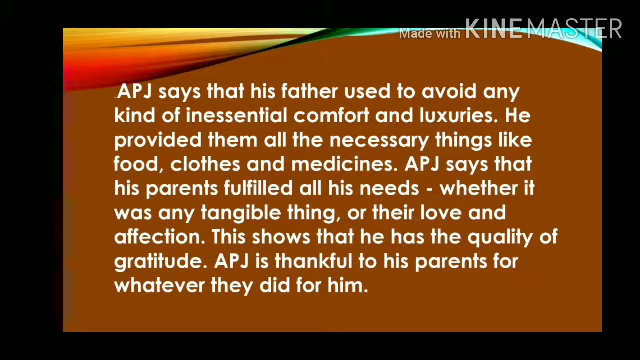 Made with KINEMASTER
APJ says that his father used to avoid any
kind of inessential comfort and luxuries. He
provided them all the necessary things like
food, clothes and medicines. APJ says that
his parents fulfilled all his needs - whether it
was any tangible thing, or their love and
affection. This shows that he has the quality of
gratitude. APJ is thankful to his parents for
whatever they did for him.